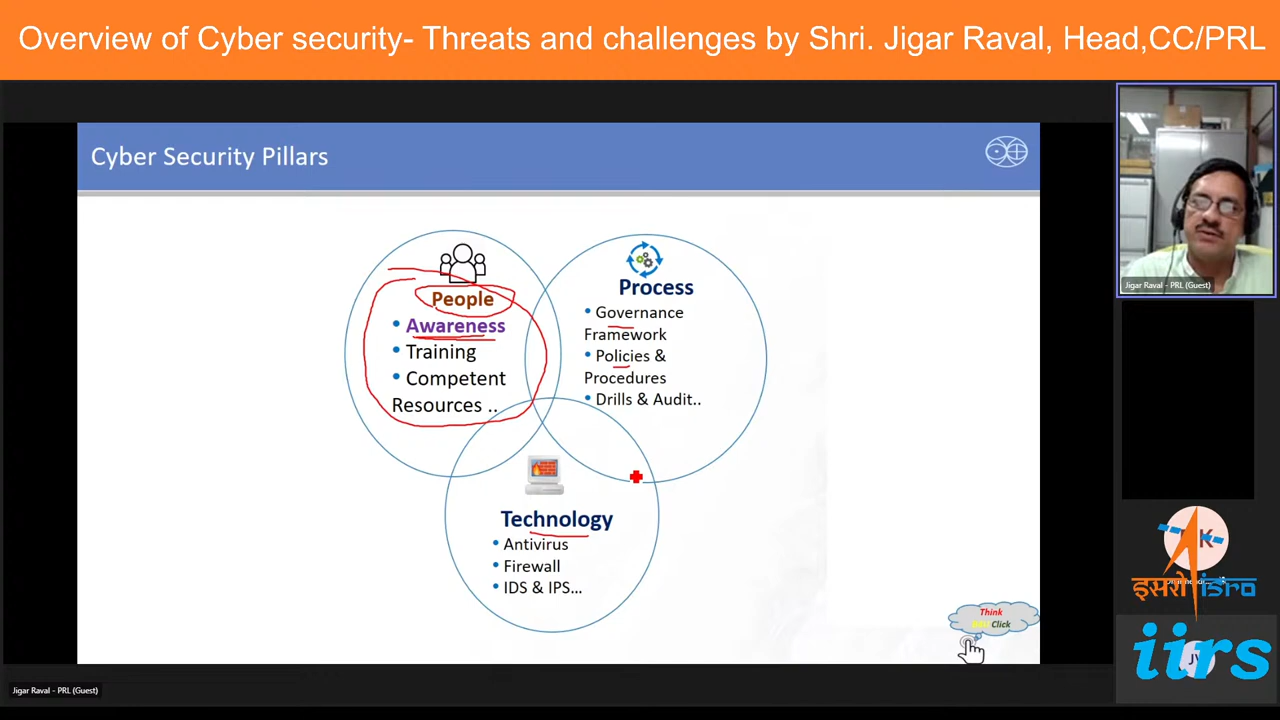 Overview of Cyber security- Threats and challenges by Shri. Jigar Raval, Head,CC/PRL
Cyber Security Pillars
People
• Awareness
• Training
• Competent
Resources ..
Process
• Governance
Framework
• Policies &
Procedures
• Drills & Audit..
Technology
• Antivirus
• Firewall
• IDS & IPS...
Think
Click
Jigar Raval - PRL (Guest)
K
इसरो isro
iirs
JV
Jigar Raval - PRL (Guest)